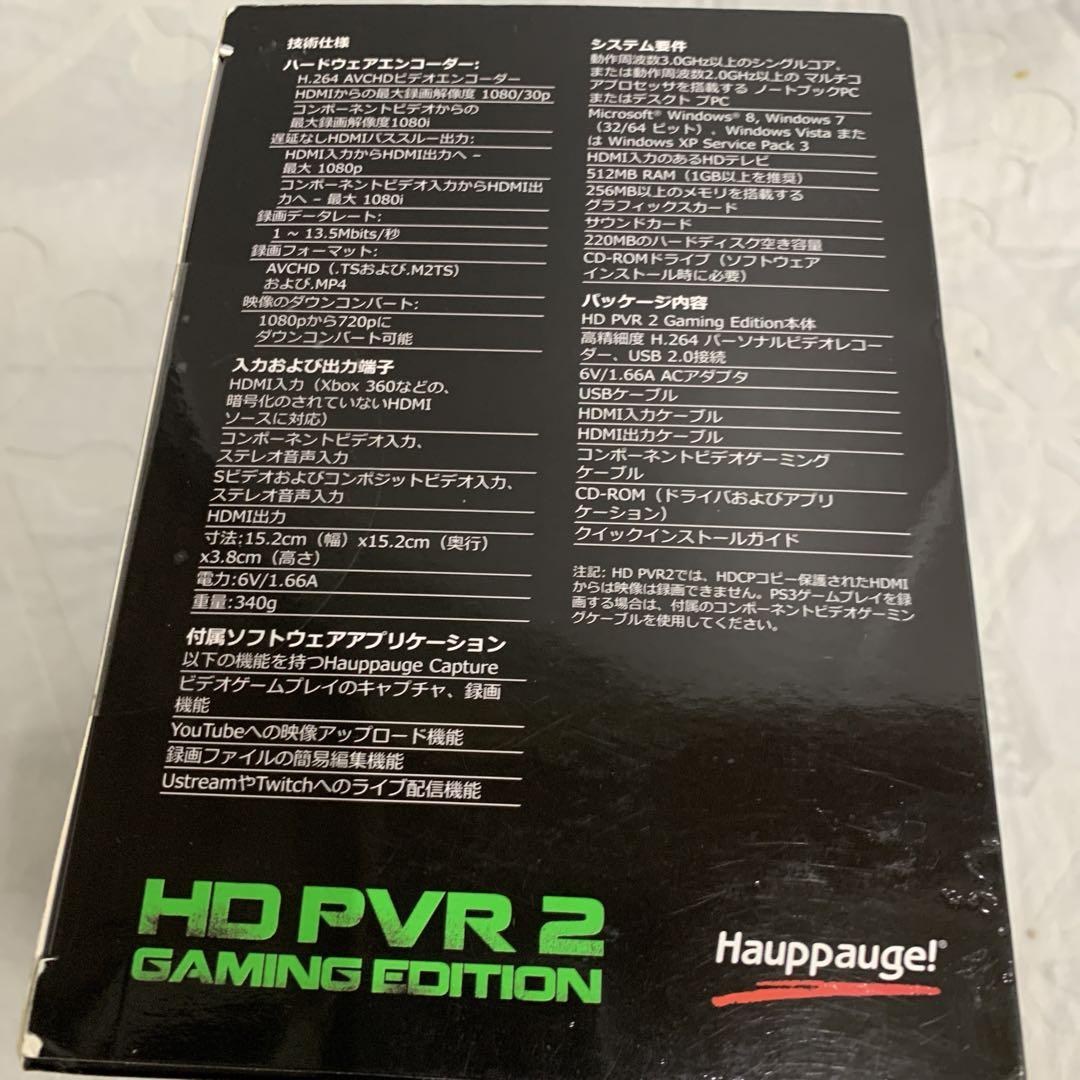 技術仕様
ハードウェアエンコーダー:
H.264 AVCHDビデオエンコーダー
HDMIからの最大録画解像度 1080/30p
コンポーネントビデオからの
最大録画解像度1080i
遅延なしHDMIパススルー出力:
HDMI入力からHDMI出力へ –
最大 1080p
コンポーネントビデオ入力からHDMI出
力へ – 最大 1080i
録画データレート:
1 ~ 13.5Mbits/秒
録画フォーマット:
AVCHD（.TSおよび.M2TS）
および.MP4
映像のダウンコンバート:
1080pから720pに
ダウンコンバート可能
入力および出力端子
HDMI入力（Xbox 360などの、
暗号化のされていないHDMI
ソースに対応）
コンポーネントビデオ入力、
ステレオ音声入力
Sビデオおよびコンポジットビデオ入力、
ステレオ音声入力
HDMI出力
寸法:15.2cm（幅）x15.2cm（奥行）
x3.8cm（高さ）
電力:6V/1.66A
重量:340g
付属ソフトウェアアプリケーション
以下の機能を持つHauppauge Capture
ビデオゲームプレイのキャプチャ、録画
機能
YouTubeへの映像アップロード機能
録画ファイルの簡易編集機能
UstreamやTwitchへのライブ配信機能
システム要件
動作周波数3.0GHz以上のシングルコア、
または動作周波数2.0GHz以上の マルチコ
アプロセッサを搭載する ノートブックPC
またはデスクト プPC
Microsoft® Windows® 8, Windows 7
（32/64 ビット）、Windows Vista また
は Windows XP Service Pack 3
HDMI入力のあるHDテレビ
512MB RAM（1GB以上を推奨）
256MB以上のメモリを搭載する
グラフィックスカード
サウンドカード
220MBのハードディスク空き容量
CD-ROMドライブ（ソフトウェア
インストール時に必要）
パッケージ内容
HD PVR 2 Gaming Edition本体
高精細度 H.264 パーソナルビデオレコー
ダー、USB 2.0接続
6V/1.66A ACアダプタ
USBケーブル
HDMI入力ケーブル
HDMI出力ケーブル
コンポーネントビデオゲーミング
ケーブル
CD-ROM（ドライバおよびアプリ
ケーション）
クイックインストールガイド
注記: HD PVR2では、HDCPコピー保護されたHDMI
からは映像は録画できません。PS3ゲームプレイを録
画する場合は、付属のコンポーネントビデオゲーミン
グケーブルを使用してください。
HD PVR 2
GAMING EDITION
Hauppauge!®